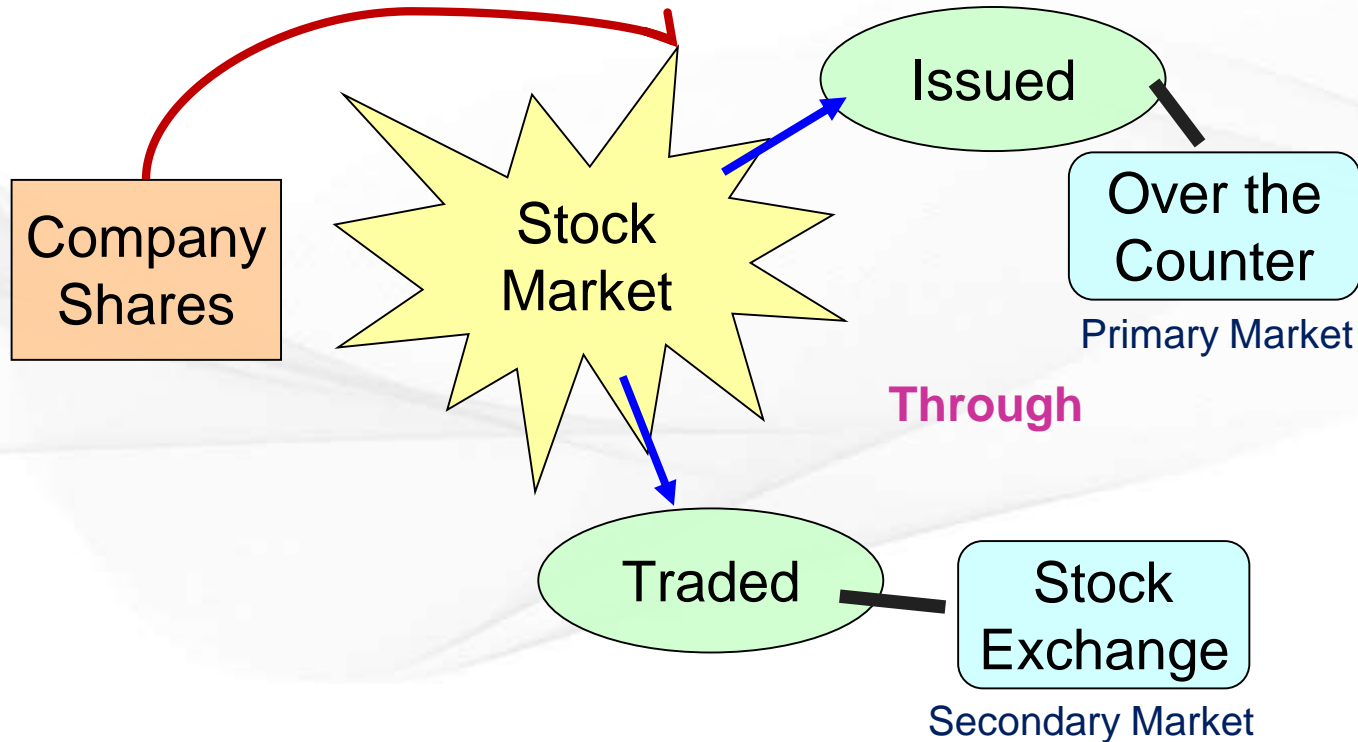 Issued
Over the
Counter
Primary Market
Company
Shares
Stock
Market
Through
Traded
Stock
Exchange
Secondary Market